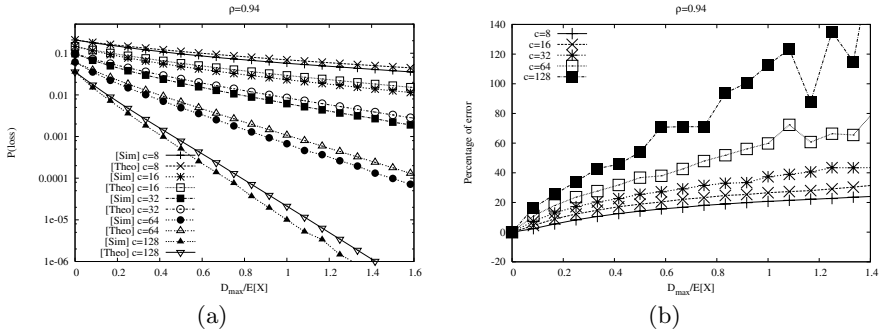 ρ=0.94
P(loss)
0.1
0.01
0.001
0.0001
1e-05
1e-06
[Sim] c=8
[Theo] c=8
[Sim] c=16
[Theo] c=16
[Sim] c=32
[Theo] c=32
[Sim] c=64
[Theo] c=64
[Sim] c=128
[Theo] c=128
0 0.2 0.4 0.6 0.8 1 1.2 1.4 1.6
Dmax/E[X]
(a)
ρ=0.94
Percentage of error
140
120
100
80
60
40
20
0
-20
c=8
c=16
c=32
c=64
c=128
0 0.2 0.4 0.6 0.8 1 1.2 1.4
Dmax/E[X]
(b)